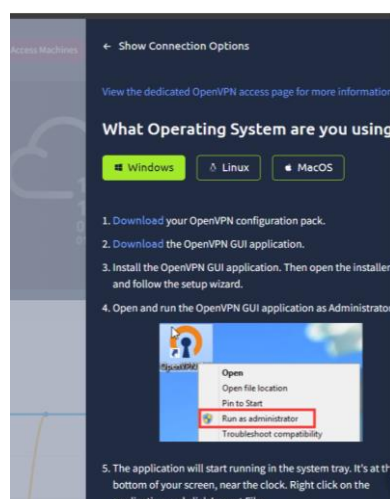 Access Machines
← Show Connection Options
View the dedicated OpenVPN access page for more information
What Operating System are you using
Windows
Linux
MacOS
1. Download your OpenVPN configuration pack.
2. Download the OpenVPN GUI application.
3. Install the OpenVPN GUI application. Then open the installer
and follow the setup wizard.
4. Open and run the OpenVPN GUI application as Administrator
Open
Open file location
Pin to Start
Run as administrator
Troubleshoot compatibility
5. The application will start running in the system tray. It's at th
bottom of your screen, near the clock. Right click on the